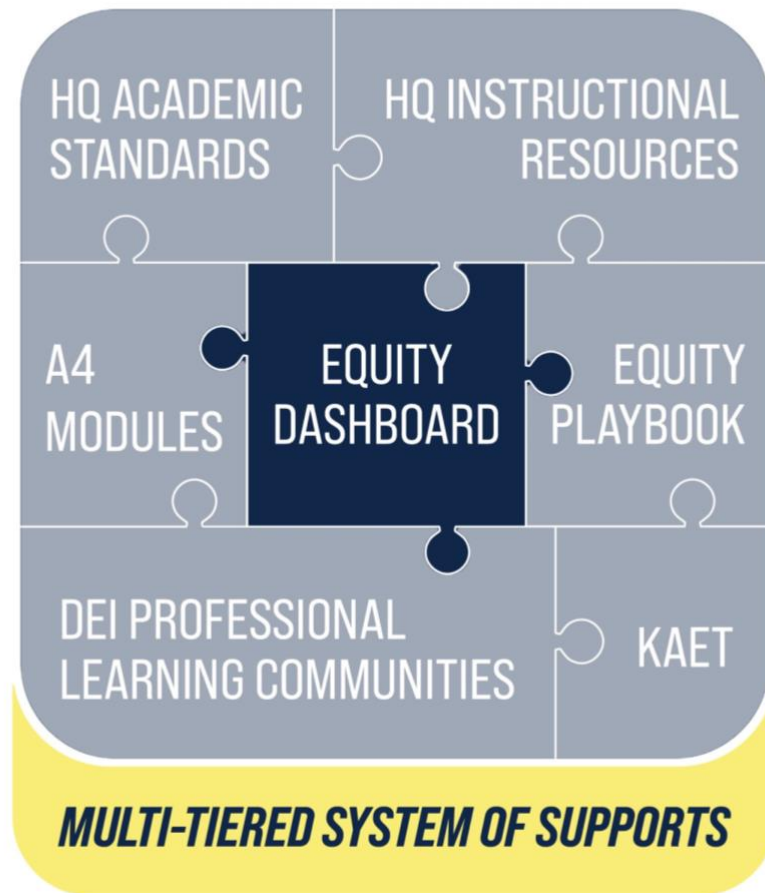 HQ ACADEMIC
STANDARDS
HQ INSTRUCTIONAL
RESOURCES
A4
MODULES
EQUITY
DASHBOARD
EQUITY
PLAYBOOK
DEI PROFESSIONAL
LEARNING COMMUNITIES
KAET
MULTI-TIERED SYSTEM OF SUPPORTS